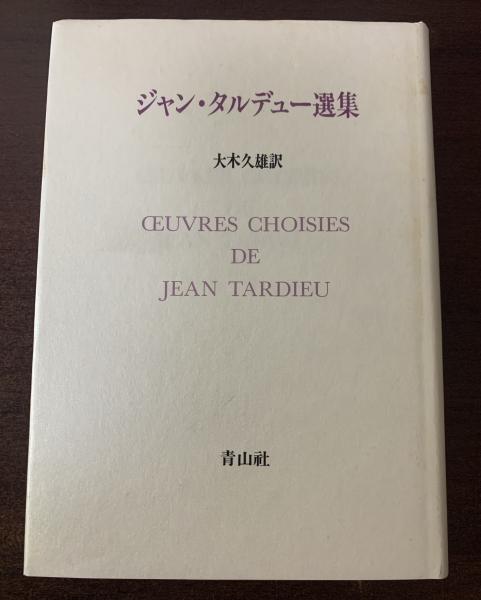 ジャン・タルデュー選集
大木久雄訳
ŒUVRES CHOISIES
DE
JEAN TARDIEU
青山社